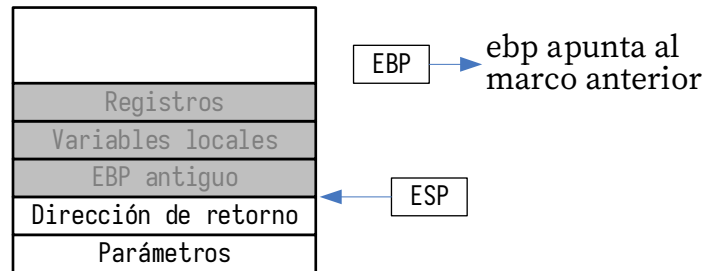 EBP
ebp apunta al
marco anterior
Registros
Variables locales
EBP antiguo
ESP
Dirección de retorno
Parámetros